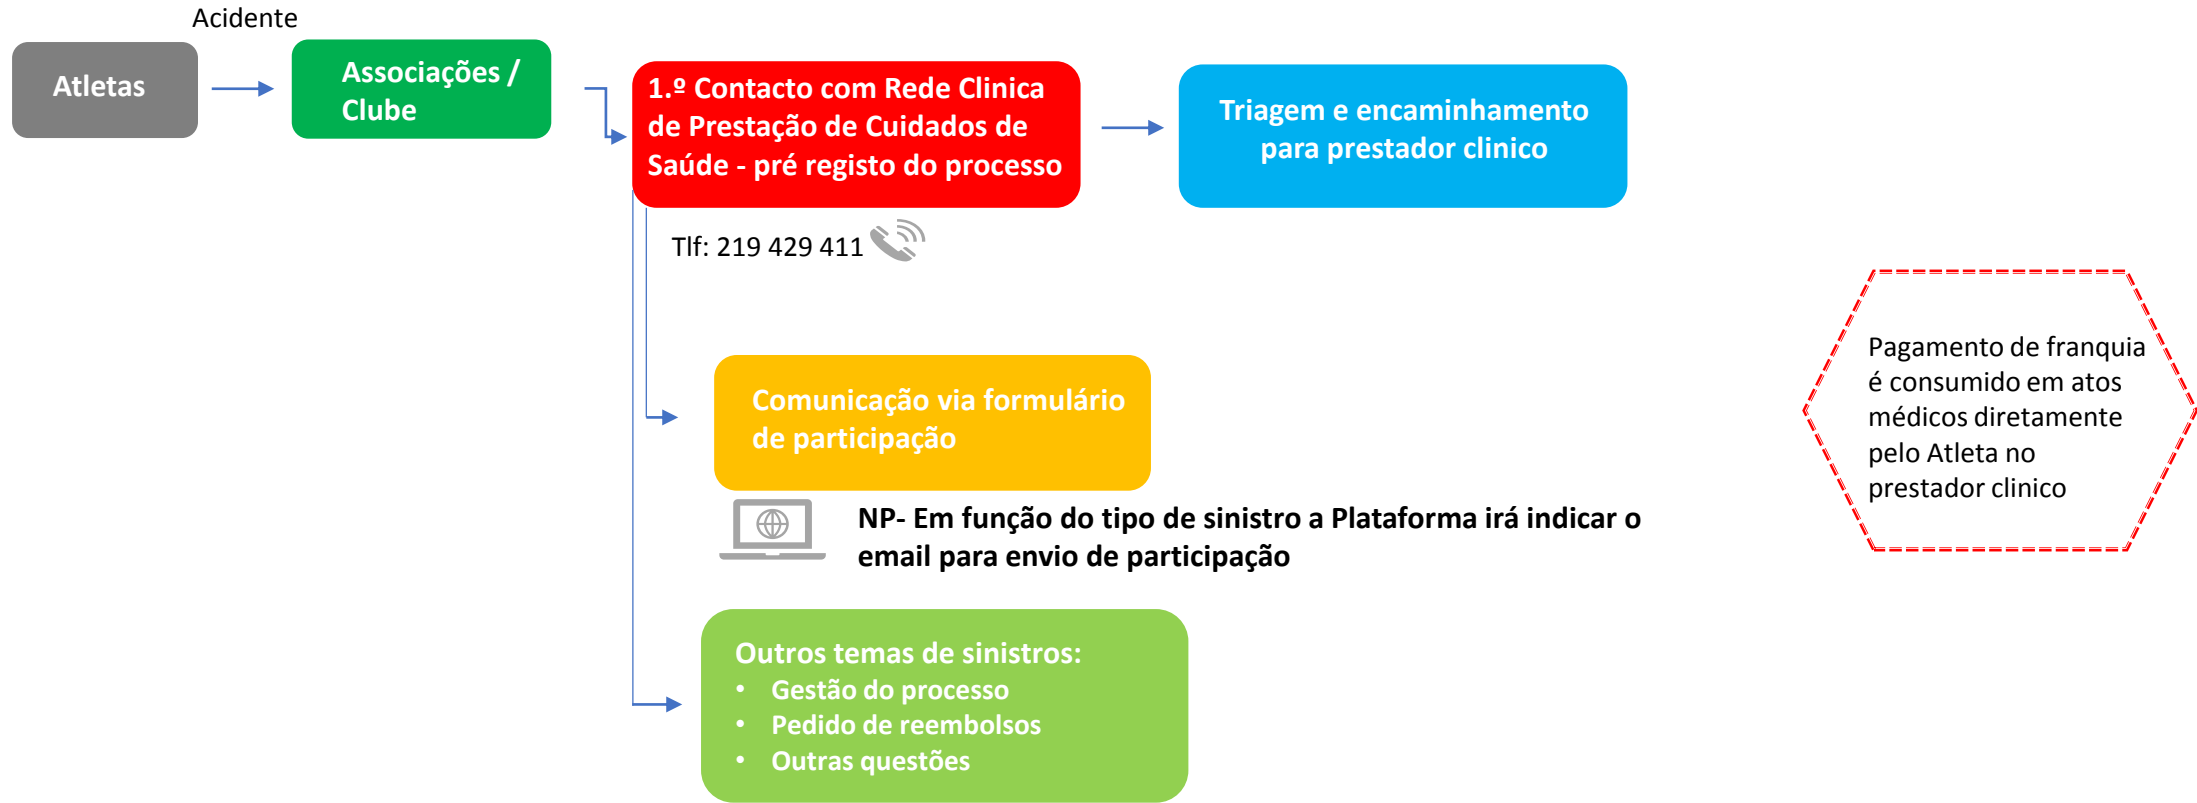 Acidente
Atletas
Associações /
Clube
1.º Contacto com Rede Clinica
de Prestação de Cuidados de
Saúde - pré registo do processo
Triagem e encaminhamento
para prestador clinico
Tlf: 219 429 411
Comunicação via formulário
de participação
NP- Em função do tipo de sinistro a Plataforma irá indicar o
email para envio de participação
Outros temas de sinistros:
• Gestão do processo
• Pedido de reembolsos
• Outras questões
Pagamento de franquia
é consumido em atos
médicos diretamente
pelo Atleta no
prestador clinico